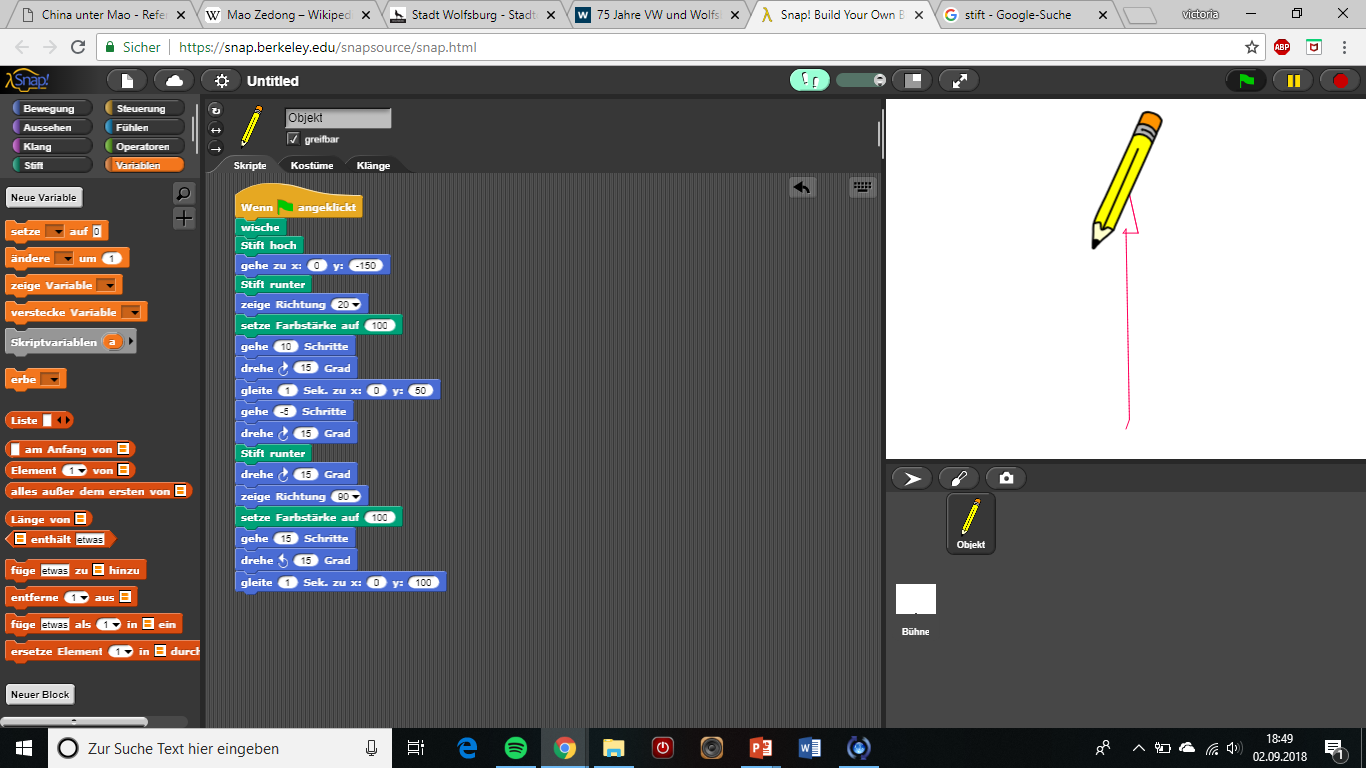 China unter Mao - Refer
Mao Zedong – Wikiped
Stadt Wolfsburg - Stadt
75 Jahre VW und Wolfs
Snap! Build Your Own B
stift - Google-Suche
victoria
Sicher
https://snap.berkeley.edu/snapsource/snap.html
ABP
Snap!
Untitled
Bewegung
Steuerung
Aussehen
Fühlen
Klang
Operatoren
Stift
Variablen
Objekt
greifbar
Skripte
Kostüme
Klänge
Neue Variable
setze auf 0
ändere um 1
zeige Variable
verstecke Variable
Skriptvariablen a
erbe
Liste
am Anfang von
Element 1 von
alles außer dem ersten von
Länge von
enthält etwas
füge etwas zu hinzu
entferne 1 aus
füge etwas als 1 in ein
ersetze Element 1 in durch
Neuer Block
Wenn angeklickt
wische
Stift hoch
gehe zu x: 0 y: -150
Stift runter
zeige Richtung 20
setze Farbstärke auf 100
gehe 10 Schritte
drehe 15 Grad
gleite 1 Sek. zu x: 0 y: 50
gehe -5 Schritte
drehe 15 Grad
Stift runter
drehe 15 Grad
zeige Richtung 90
setze Farbstärke auf 100
gehe 15 Schritte
drehe 15 Grad
gleite 1 Sek. zu x: 0 y: 100
Objekt
Bühne
Zur Suche Text hier eingeben
18:49
02.09.2018
1